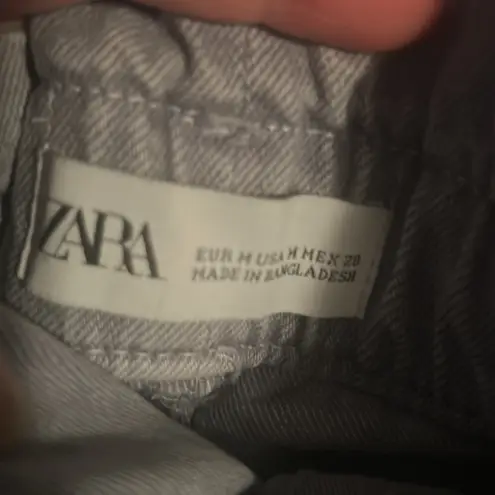 ZARA
EUR M USA M MEX 28
MADE IN BANGLADESH